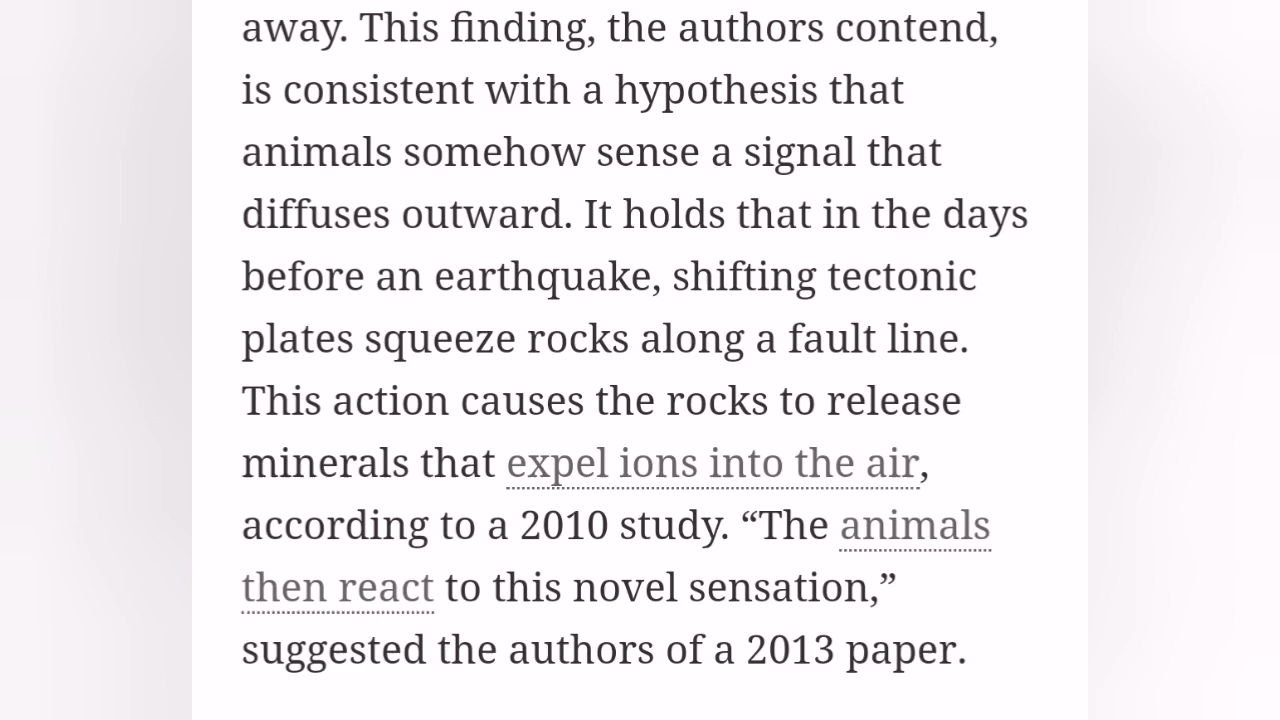 away. This finding, the authors contend,
is consistent with a hypothesis that
animals somehow sense a signal that
diffuses outward. It holds that in the days
before an earthquake, shifting tectonic
plates squeeze rocks along a fault line.
This action causes the rocks to release
minerals that expel ions into the air,
according to a 2010 study. “The animals
then react to this novel sensation,”
suggested the authors of a 2013 paper.